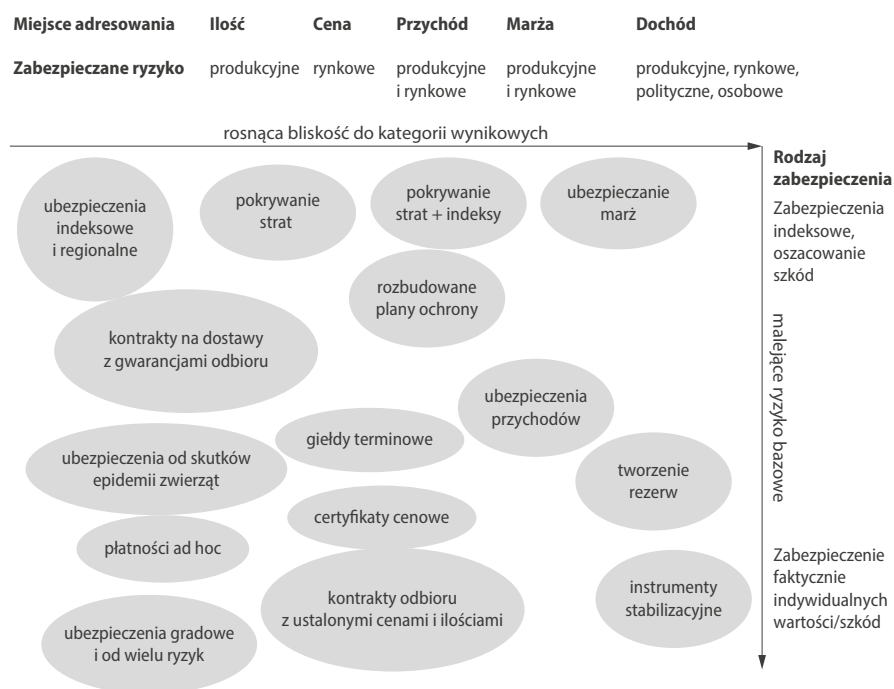 Miejsce adresowania Ilość Cena Przychód Marża Dochód
Zabezpieczane ryzyko produkcyjne rynkowe produkcyjne i rynkowe produkcyjne i rynkowe produkcyjne, rynkowe, polityczne, osobowe
rosnąca bliskość do kategorii wynikowych
Rodzaj
zabezpieczenia
Zabezpieczenia
indeksowe,
oszacowanie
szkód
malejące ryzyko bazowe
Zabezpieczenie
faktycznie
indywidualnych
wartości/szkód
ubezpieczenia
indeksowe
i regionalne
pokrywanie
strat
pokrywanie
strat + indeksy
ubezpieczanie
marż
rozbudowane
plany ochrony
kontrakty na dostawy
z gwarancjami odbioru
ubezpieczenia
przychodów
giełdy terminowe
ubezpieczenia od skutków
epidemii zwierząt
tworzenie
rezerw
certyfikaty cenowe
płatności ad hoc
kontrakty odbioru
z ustalonymi cenami i ilościami
instrumenty
stabilizacyjne
ubezpieczenia gradowe
i od wielu ryzyk